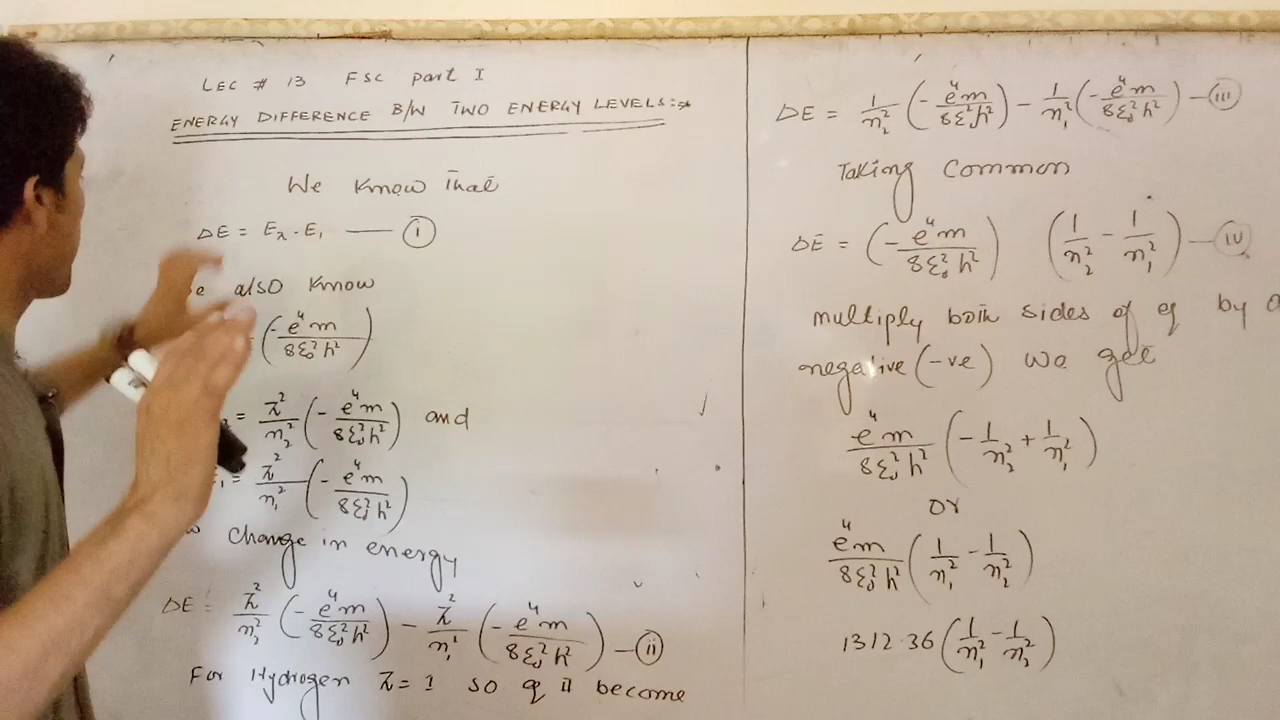 LEC # 13 FSC part I
ENERGY DIFFERENCE B/W TWO ENERGY LEVELS:⇒
We Know That
ΔE = E₂ - E₁ —— (i)
also Know
(-e⁴m/8ε₀²h²)
= Z²/n₂² (-e⁴m/8ε₀²h²) and
= Z²/n₁² (-e⁴m/8ε₀²h²)
change in energy
ΔE = Z²/n₂² (-e⁴m/8ε₀²h²) - Z²/n₁² (-e⁴m/8ε₀²h²) — (ii)
For Hydrogen Z = 1 so eq II become
ΔE = 1/n₂² (-e⁴m/8ε₀²h²) - 1/n₁² (-e⁴m/8ε₀²h²) — (iii)
Taking Common
ΔE = (-e⁴m/8ε₀²h²) (1/n₂² - 1/n₁²) — (iv)
multiply both sides of eq by a
negative (-ve) we get
e⁴m/8ε₀²h² (-1/n₂² + 1/n₁²)
or
e⁴m/8ε₀²h² (1/n₁² - 1/n₂²)
1312.36 (1/n₁² - 1/n₂²)